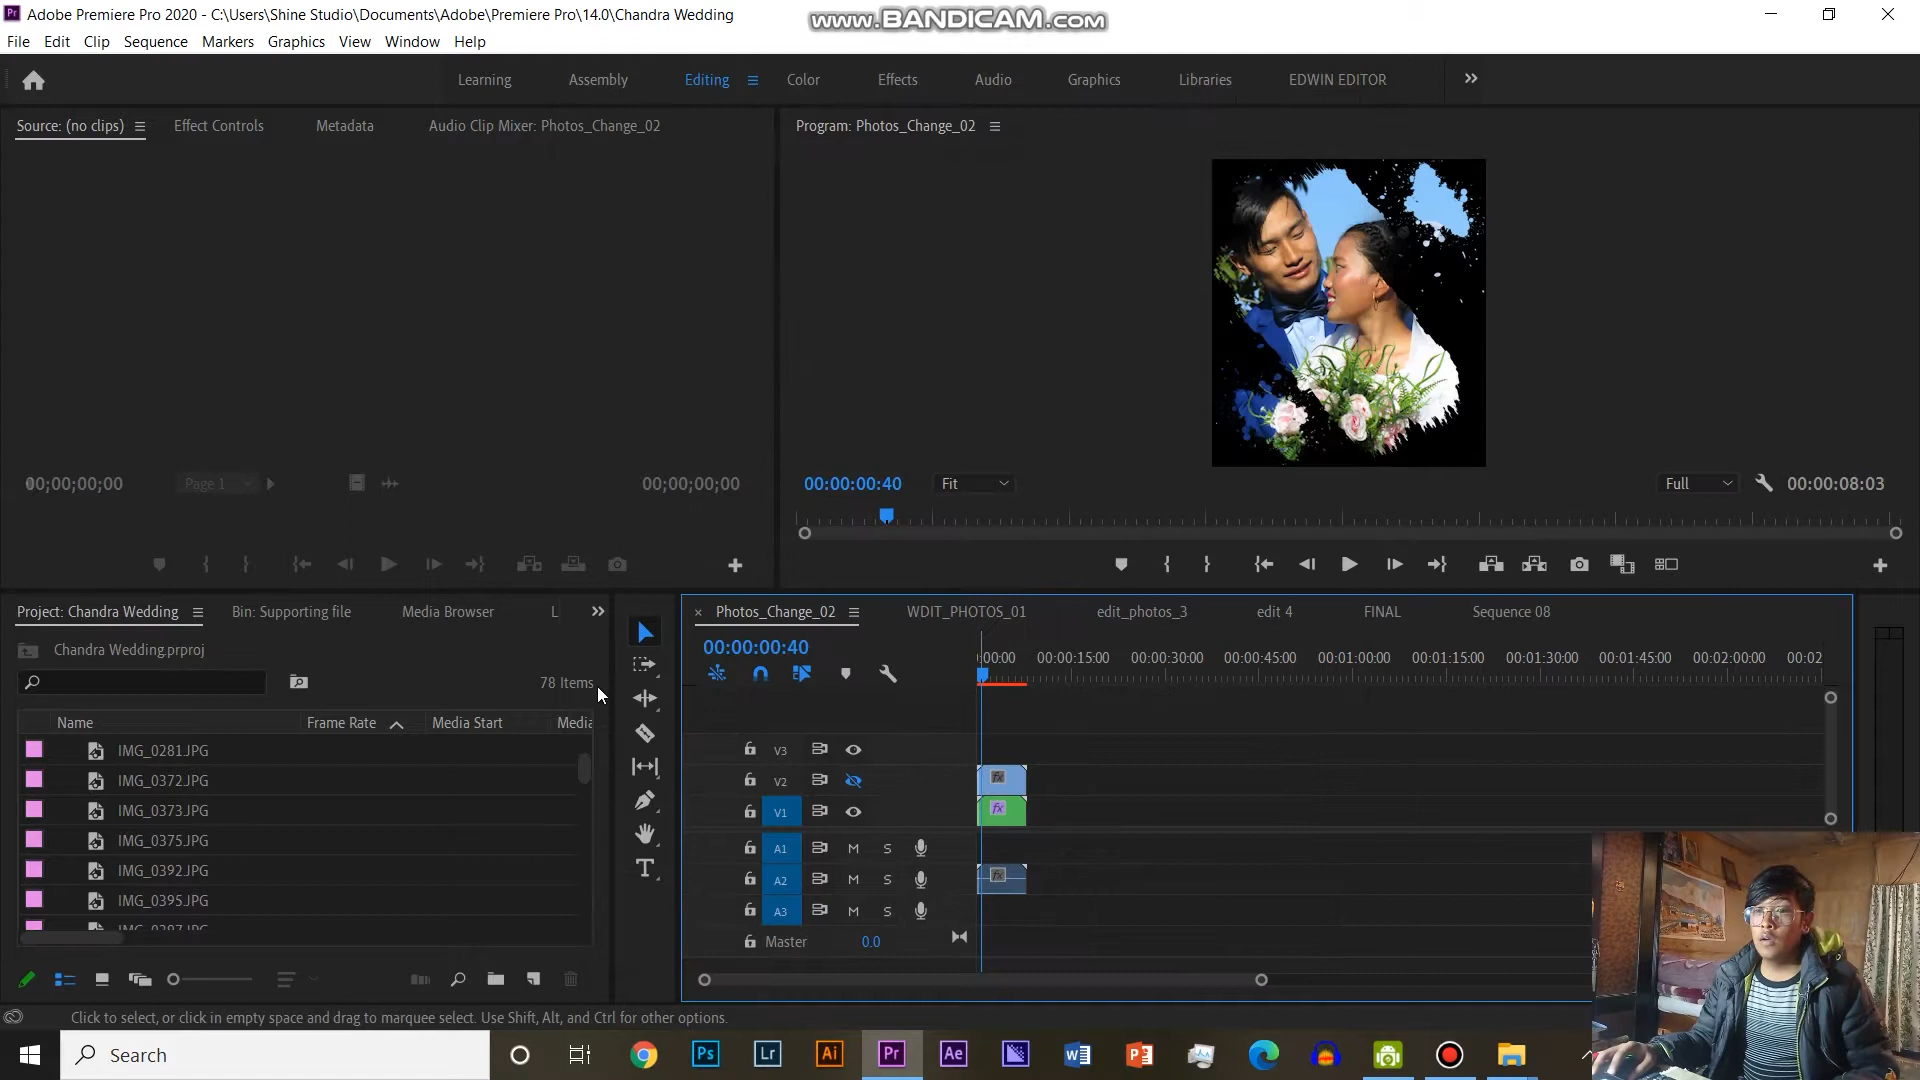 Pr Adobe Premiere Pro 2020 - C:\Users\Shine Studio\Documents\Adobe\Premiere Pro\14.0\Chandra Wedding
www.BANDICAM.com
File Edit Clip Sequence Markers Graphics View Window Help
Learning Assembly Editing Color Effects Audio Graphics Libraries EDWIN EDITOR
Source: (no clips) Effect Controls Metadata Audio Clip Mixer: Photos_Change_02
Program: Photos_Change_02
00;00;00;00 Page 1 00;00;00;00
00:00:00:40 Fit Full 00:00:08:03
Project: Chandra Wedding Bin: Supporting file Media Browser L
Chandra Wedding.prproj
78 Items
Name Frame Rate Media Start Media
IMG_0281.JPG
IMG_0372.JPG
IMG_0373.JPG
IMG_0375.JPG
IMG_0392.JPG
IMG_0395.JPG
T
× Photos_Change_02 WDIT_PHOTOS_01 edit_photos_3 edit 4 FINAL Sequence 08
00:00:00:40
:00:00 00:00:15:00 00:00:30:00 00:00:45:00 00:01:00:00 00:01:15:00 00:01:30:00 00:01:45:00 00:02:00:00 00:02
V3
V2 fx
V1 fx
A1 M S
A2 M S fx
A3 M S
Master 0.0
Click to select, or click in empty space and drag to marquee select. Use Shift, Alt, and Ctrl for other options.
Search Ps Lr Ai Pr Ae W P